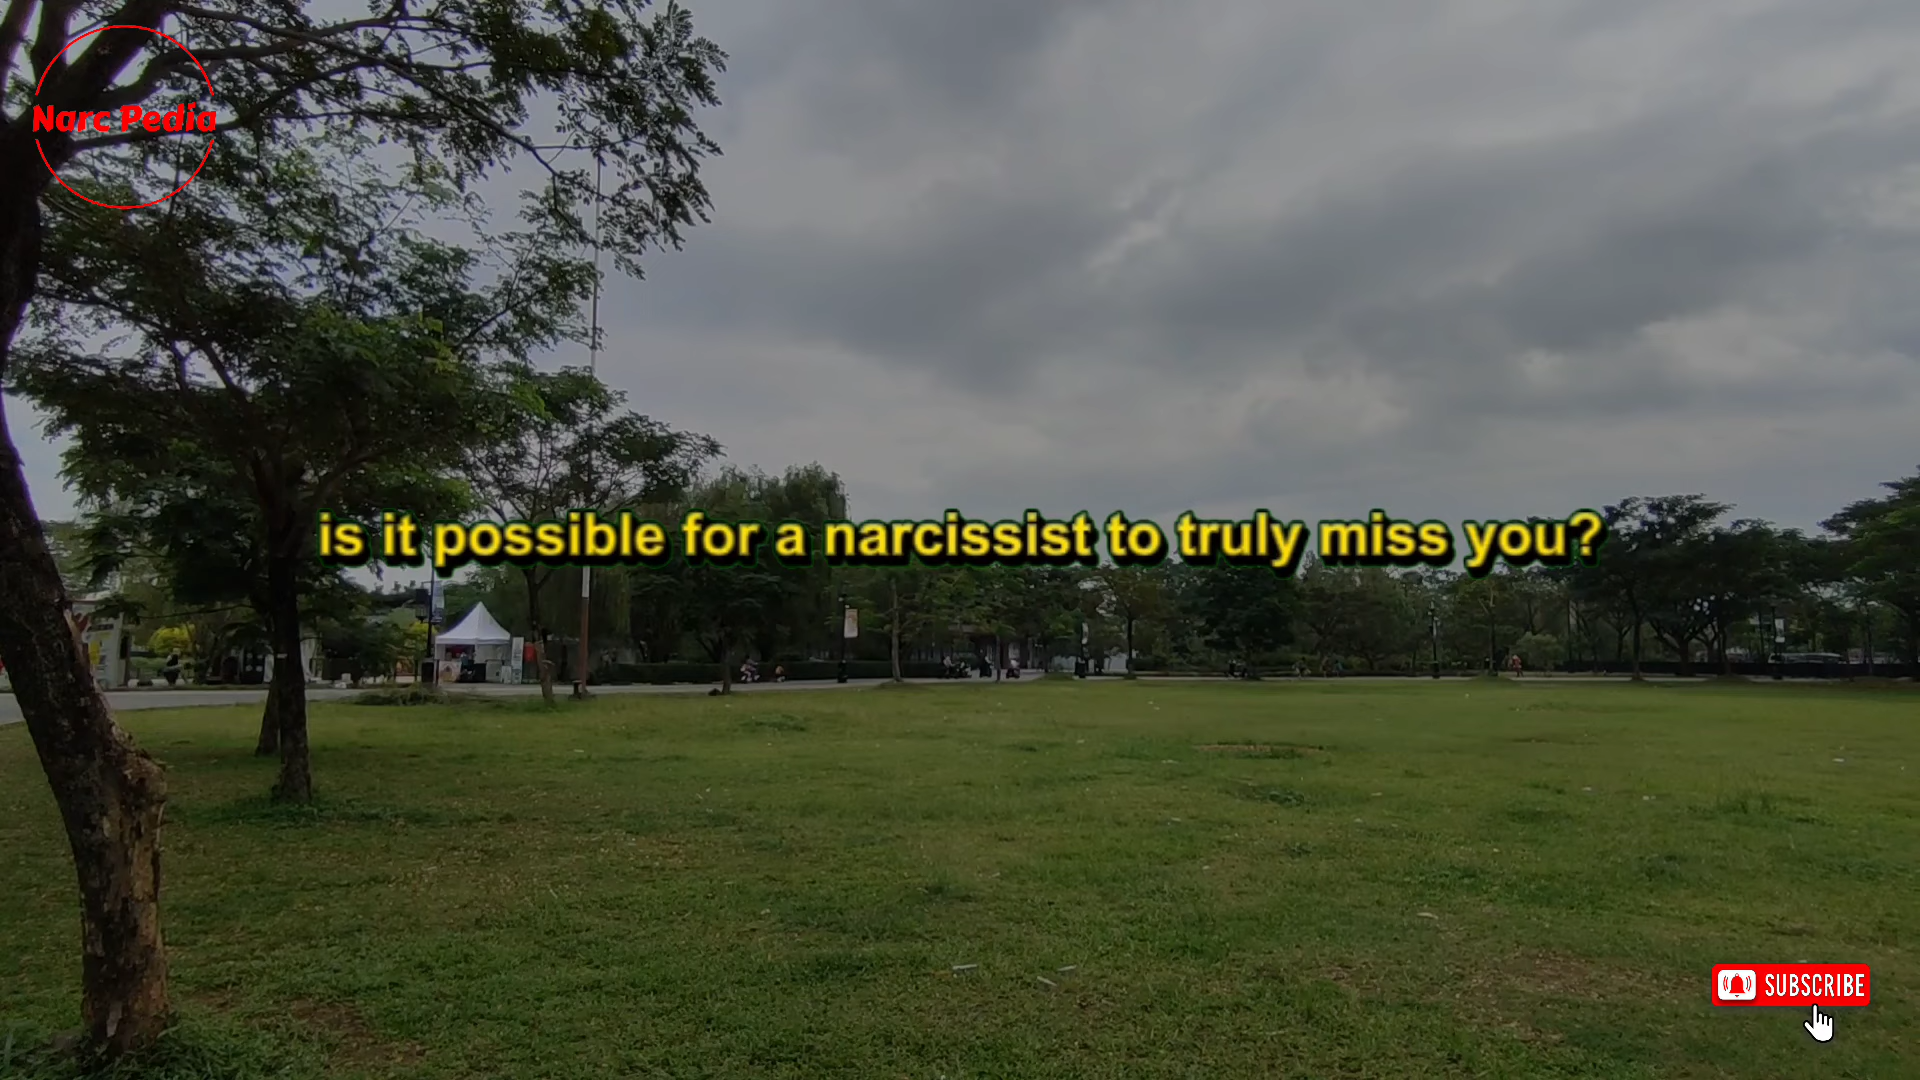 Narc Pedia
is it possible for a narcissist to truly miss you?
SUBSCRIBE